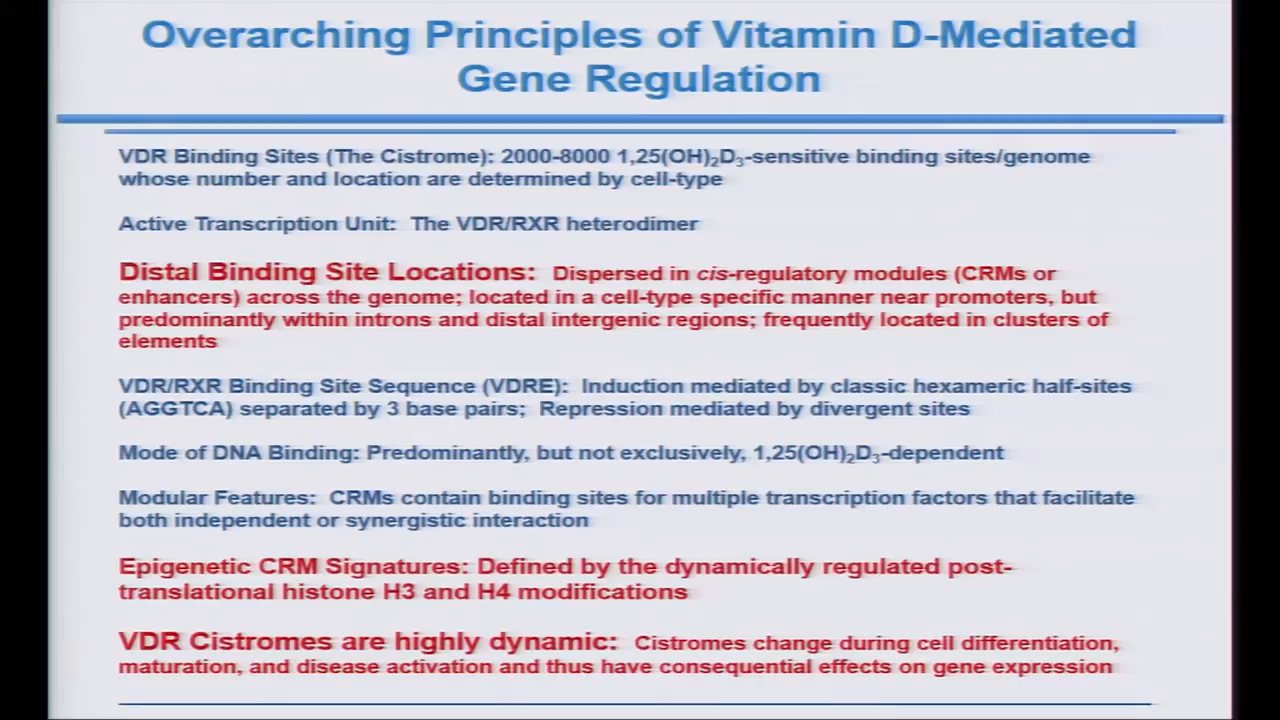 Overarching Principles of Vitamin D-Mediated
Gene Regulation
VDR Binding Sites (The Cistrome): 2000-8000 1,25(OH)₂D₃-sensitive binding sites/genome
whose number and location are determined by cell-type
Active Transcription Unit: The VDR/RXR heterodimer
Distal Binding Site Locations: Dispersed in cis-regulatory modules (CRMs or
enhancers) across the genome; located in a cell-type specific manner near promoters, but
predominantly within introns and distal intergenic regions; frequently located in clusters of
elements
VDR/RXR Binding Site Sequence (VDRE): Induction mediated by classic hexameric half-sites
(AGGTCA) separated by 3 base pairs; Repression mediated by divergent sites
Mode of DNA Binding: Predominantly, but not exclusively, 1,25(OH)₂D₃-dependent
Modular Features: CRMs contain binding sites for multiple transcription factors that facilitate
both independent or synergistic interaction
Epigenetic CRM Signatures: Defined by the dynamically regulated post-
translational histone H3 and H4 modifications
VDR Cistromes are highly dynamic: Cistromes change during cell differentiation,
maturation, and disease activation and thus have consequential effects on gene expression